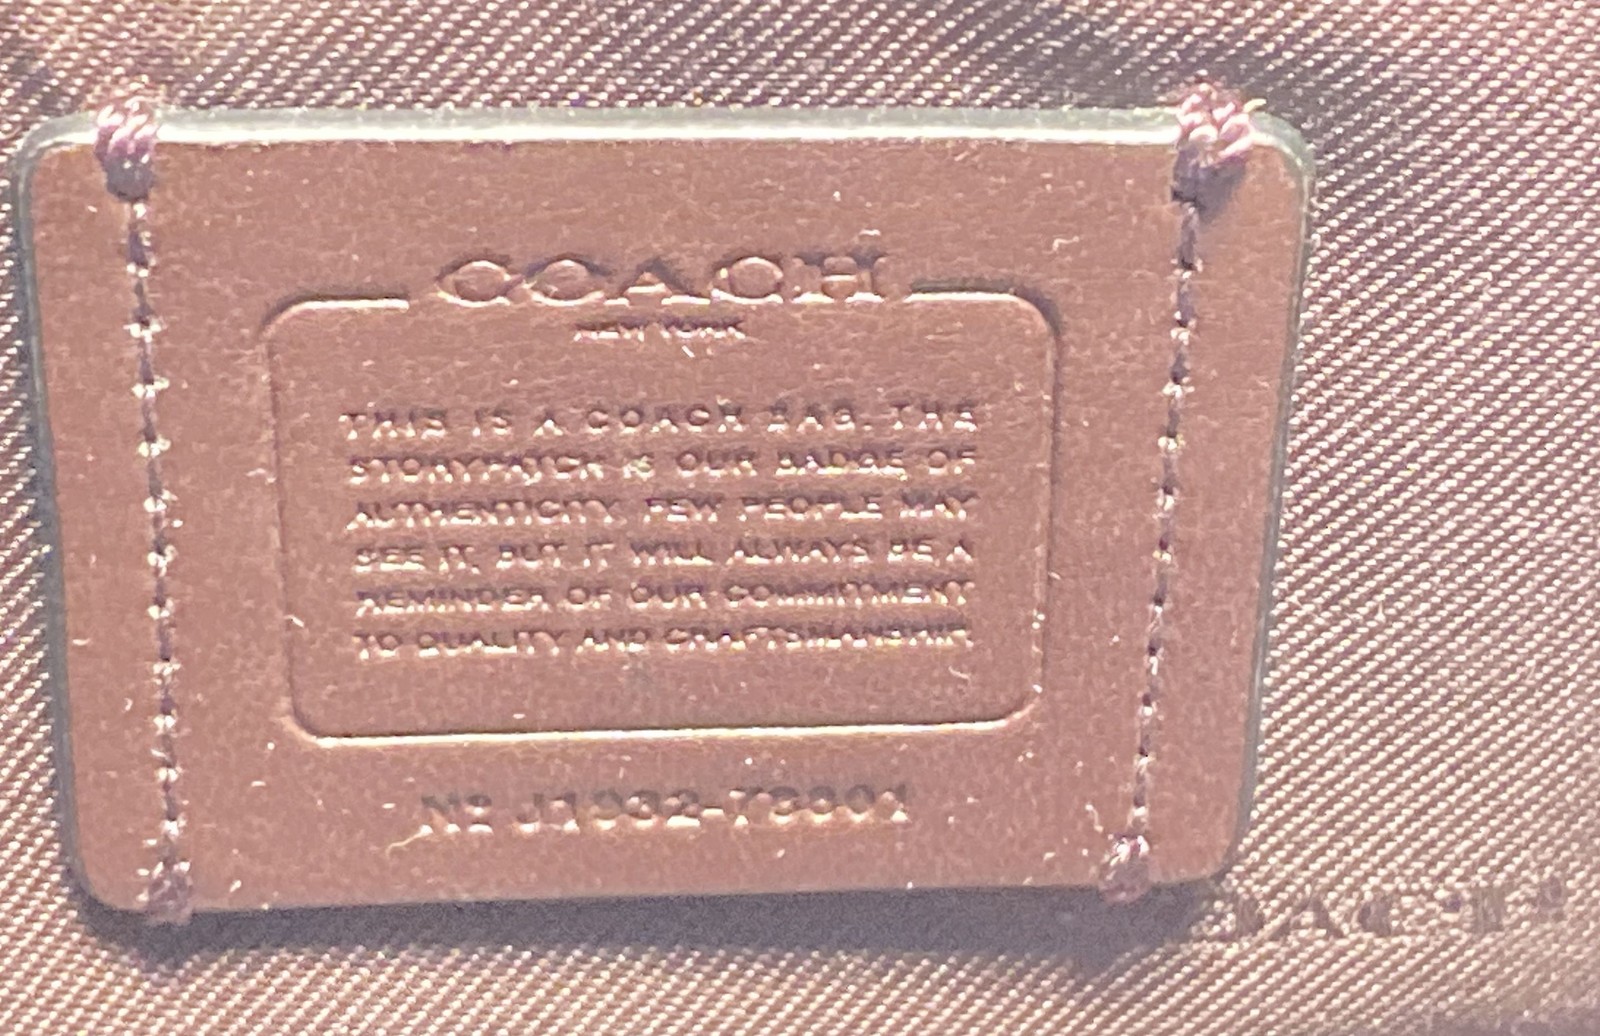 COACH
NEW YORK
THIS IS A COACH BAG. THE
STORYPATCH IS OUR BADGE OF
AUTHENTICITY. FEW PEOPLE MAY
SEE IT, BUT IT WILL ALWAYS BE A
REMINDER OF OUR COMMITMENT
TO QUALITY AND CRAFTSMANSHIP.
Nº